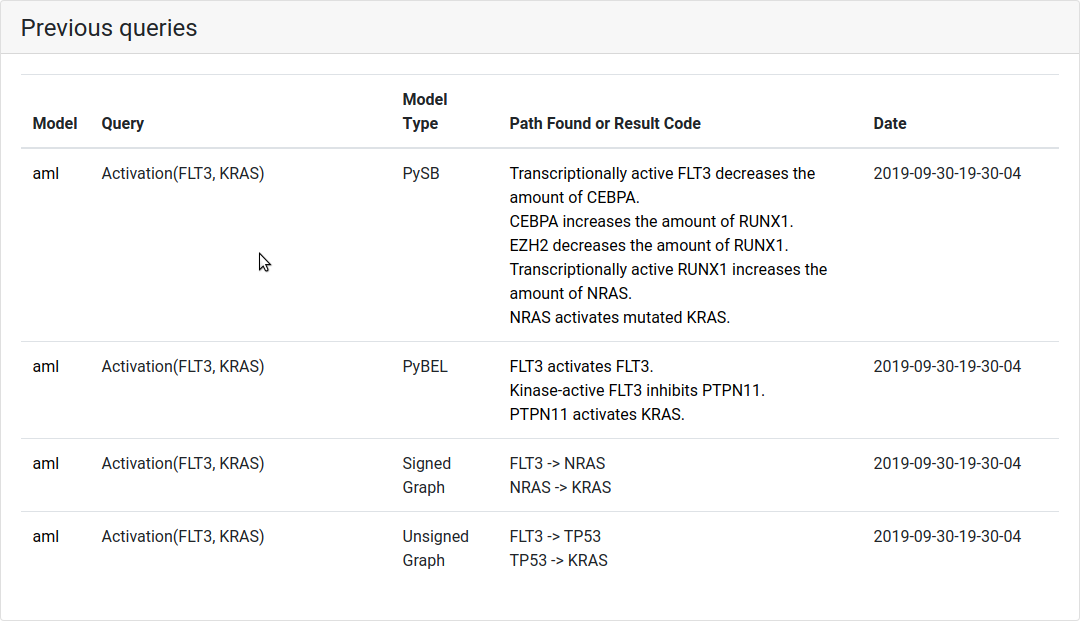 Previous queries
Model Query Model Type Path Found or Result Code Date
aml Activation(FLT3, KRAS) PySB Transcriptionally active FLT3 decreases the 2019-09-30-19-30-04
amount of CEBPA.
CEBPA increases the amount of RUNX1.
EZH2 decreases the amount of RUNX1.
Transcriptionally active RUNX1 increases the
amount of NRAS.
NRAS activates mutated KRAS.
aml Activation(FLT3, KRAS) PyBEL FLT3 activates FLT3. 2019-09-30-19-30-04
Kinase-active FLT3 inhibits PTPN11.
PTPN11 activates KRAS.
aml Activation(FLT3, KRAS) Signed FLT3 -> NRAS 2019-09-30-19-30-04
Graph NRAS -> KRAS
aml Activation(FLT3, KRAS) Unsigned FLT3 -> TP53 2019-09-30-19-30-04
Graph TP53 -> KRAS